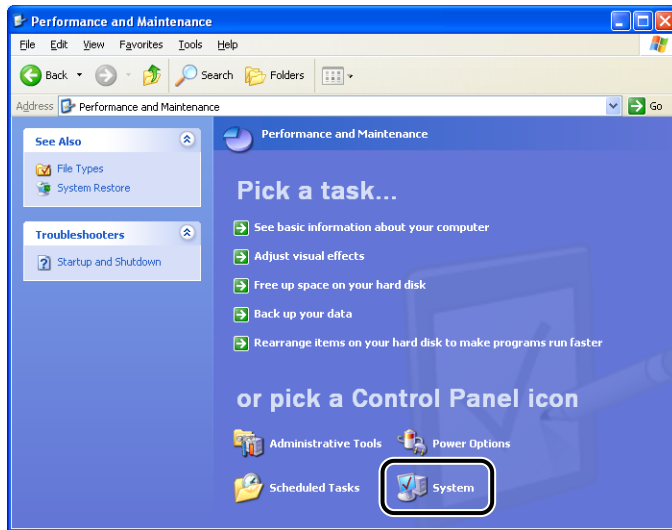 Performance and Maintenance
File Edit View Favorites Tools Help
Back Search Folders
Address Performance and Maintenance Go
See Also
File Types
System Restore
Troubleshooters
Startup and Shutdown
Performance and Maintenance
Pick a task...
See basic information about your computer
Adjust visual effects
Free up space on your hard disk
Back up your data
Rearrange items on your hard disk to make programs run faster
or pick a Control Panel icon
Administrative Tools Power Options
Scheduled Tasks System